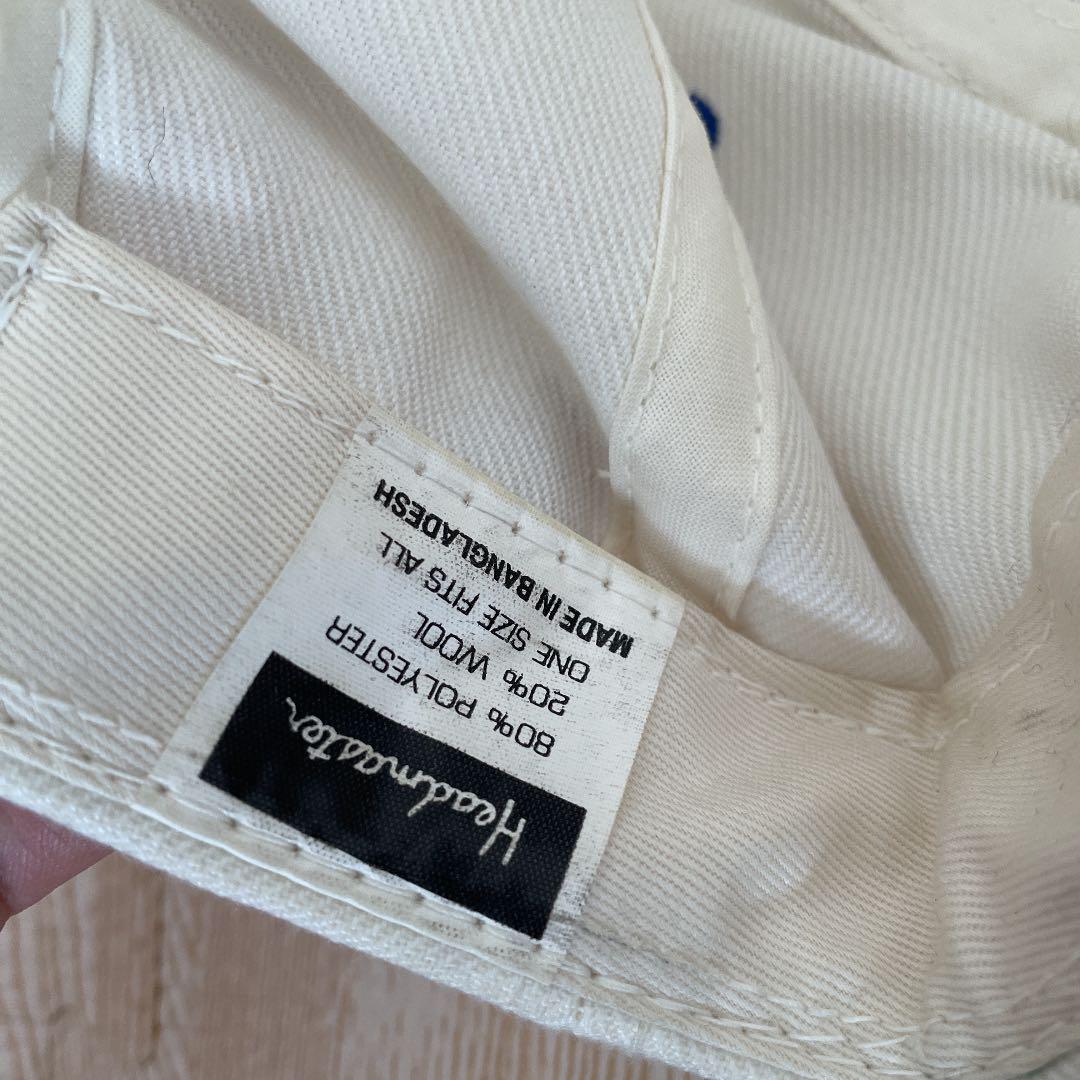 Headmaster
80% POLYESTER
20% WOOL
ONE SIZE FITS ALL
MADE IN BANGLADESH